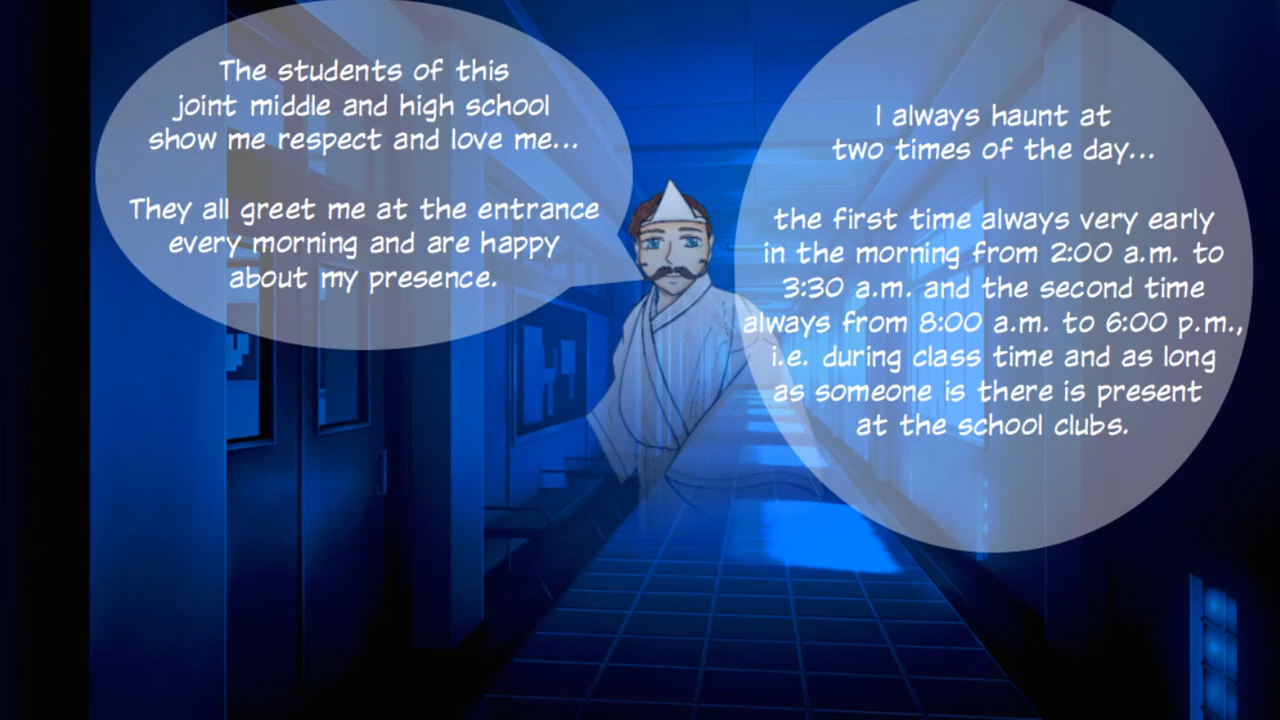 The students of this
joint middle and high school
show me respect and love me...
They all greet me at the entrance
every morning and are happy
about my presence.
I always haunt at
two times of the day...
the first time always very early
in the morning from 2:00 a.m. to
3:30 a.m. and the second time
always from 8:00 a.m. to 6:00 p.m.,
i.e. during class time and as long
as someone is there is present
at the school clubs.